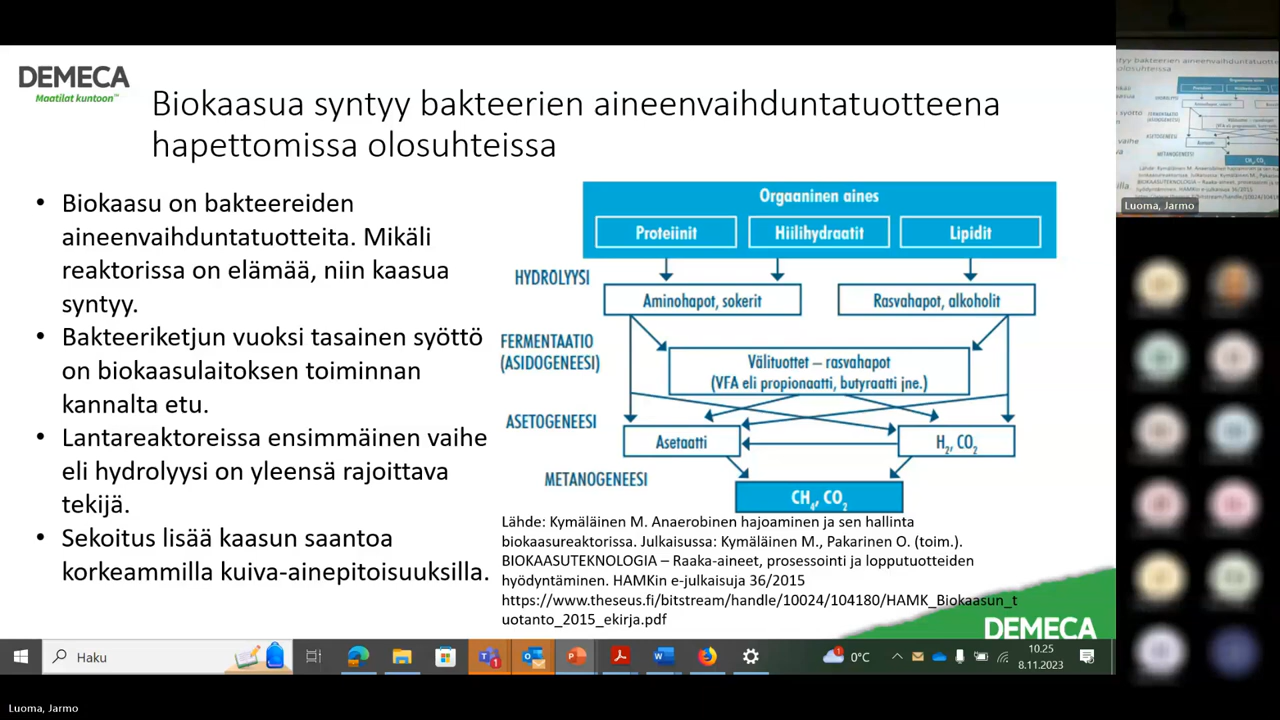 DEMECA
Maatilat kuntoon™
Biokaasua syntyy bakteerien aineenvaihduntatuotteena
hapettomissa olosuhteissa
• Biokaasu on bakteereiden
aineenvaihduntatuotteita. Mikäli
reaktorissa on elämää, niin kaasua
syntyy.
• Bakteeriketjun vuoksi tasainen syöttö
on biokaasulaitoksen toiminnan
kannalta etu.
• Lantareaktoreissa ensimmäinen vaihe
eli hydrolyysi on yleensä rajoittava
tekijä.
• Sekoitus lisää kaasun saantoa
korkeammilla kuiva-ainepitoisuuksilla.
Orgaaninen aines
Proteiinit
Hiilihydraatit
Lipidit
HYDROLYYSI
Aminohapot, sokerit
Rasvahapot, alkoholit
FERMENTAATIO
(ASIDOGENEESI)
Välituottet – rasvahapot
(VFA eli propionaatti, butyraatti jne.)
ASETOGENEESI
Asetaatti
H₂, CO₂
METANOGENEESI
CH₄, CO₂
Lähde: Kymäläinen M. Anaerobinen hajoaminen ja sen hallinta
biokaasureaktorissa. Julkaisussa: Kymäläinen M., Pakarinen O. (toim.).
BIOKAASUTEKNOLOGIA – Raaka-aineet, prosessointi ja lopputuotteiden
hyödyntäminen. HAMKin e-julkaisuja 36/2015
https://www.theseus.fi/bitstream/handle/10024/104180/HAMK_Biokaasun_t
uotanto_2015_ekirja.pdf
DEMECA
Haku
0°C
10.25
8.11.2023
Luoma, Jarmo
Luoma, Jarmo